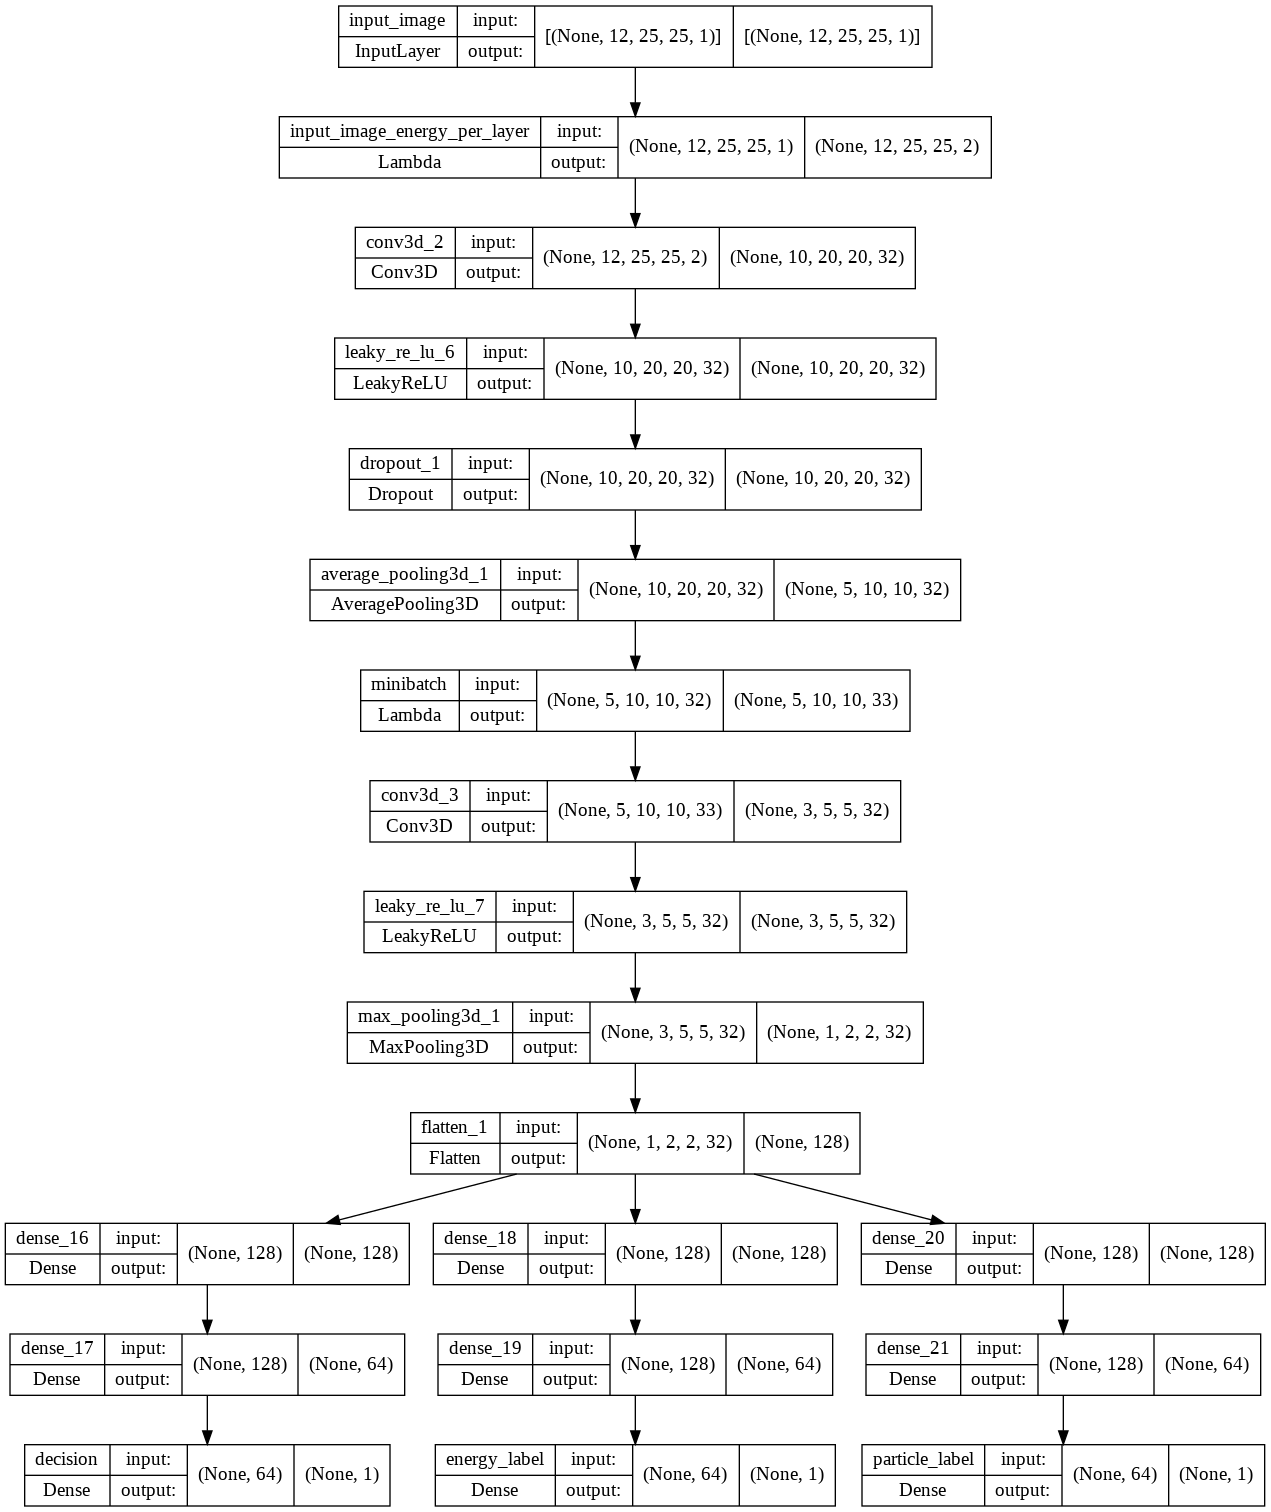 input_image input: [(None, 12, 25, 25, 1)] [(None, 12, 25, 25, 1)]
InputLayer output:
input_image_energy_per_layer input: (None, 12, 25, 25, 1) (None, 12, 25, 25, 2)
Lambda output:
conv3d_2 input: (None, 12, 25, 25, 2) (None, 10, 20, 20, 32)
Conv3D output:
leaky_re_lu_6 input: (None, 10, 20, 20, 32) (None, 10, 20, 20, 32)
LeakyReLU output:
dropout_1 input: (None, 10, 20, 20, 32) (None, 10, 20, 20, 32)
Dropout output:
average_pooling3d_1 input: (None, 10, 20, 20, 32) (None, 5, 10, 10, 32)
AveragePooling3D output:
minibatch input: (None, 5, 10, 10, 32) (None, 5, 10, 10, 33)
Lambda output:
conv3d_3 input: (None, 5, 10, 10, 33) (None, 3, 5, 5, 32)
Conv3D output:
leaky_re_lu_7 input: (None, 3, 5, 5, 32) (None, 3, 5, 5, 32)
LeakyReLU output:
max_pooling3d_1 input: (None, 3, 5, 5, 32) (None, 1, 2, 2, 32)
MaxPooling3D output:
flatten_1 input: (None, 1, 2, 2, 32) (None, 128)
Flatten output:
dense_16 input: (None, 128) (None, 128)
Dense output:
dense_18 input: (None, 128) (None, 128)
Dense output:
dense_20 input: (None, 128) (None, 128)
Dense output:
dense_17 input: (None, 128) (None, 64)
Dense output:
dense_19 input: (None, 128) (None, 64)
Dense output:
dense_21 input: (None, 128) (None, 64)
Dense output:
decision input: (None, 64) (None, 1)
Dense output:
energy_label input: (None, 64) (None, 1)
Dense output:
particle_label input: (None, 64) (None, 1)
Dense output: